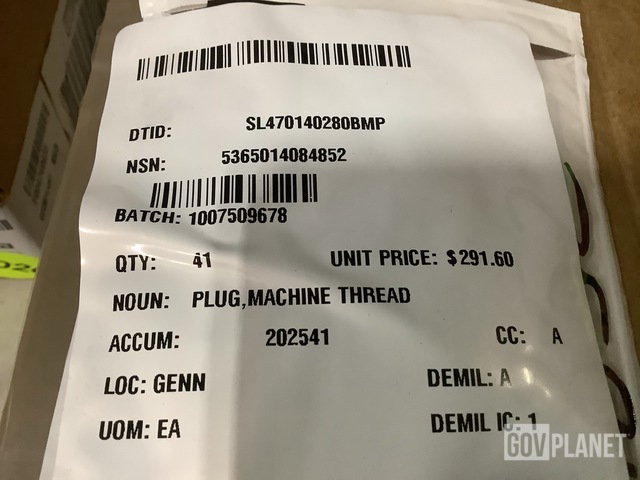 DTID: SL470140280BMP
NSN: 5365014084852
BATCH: 1007509678
QTY: 41 UNIT PRICE: $291.60
NOUN: PLUG,MACHINE THREAD
ACCUM: 202541 CC: A
LOC: GENN DEMIL: A
UOM: EA DEMIL IC: 1
GOVPLANET